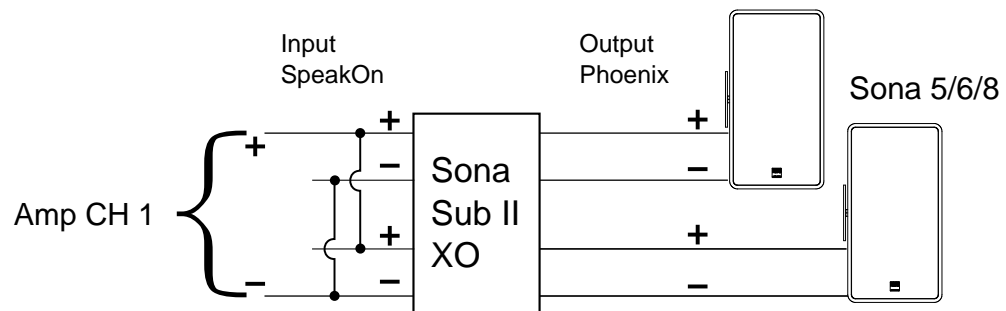 Input
SpeakOn
Output
Phoenix
Sona 5/6/8
Amp CH 1
+
−
+
−
+
−
Sona
Sub II
XO
+
−
+
−